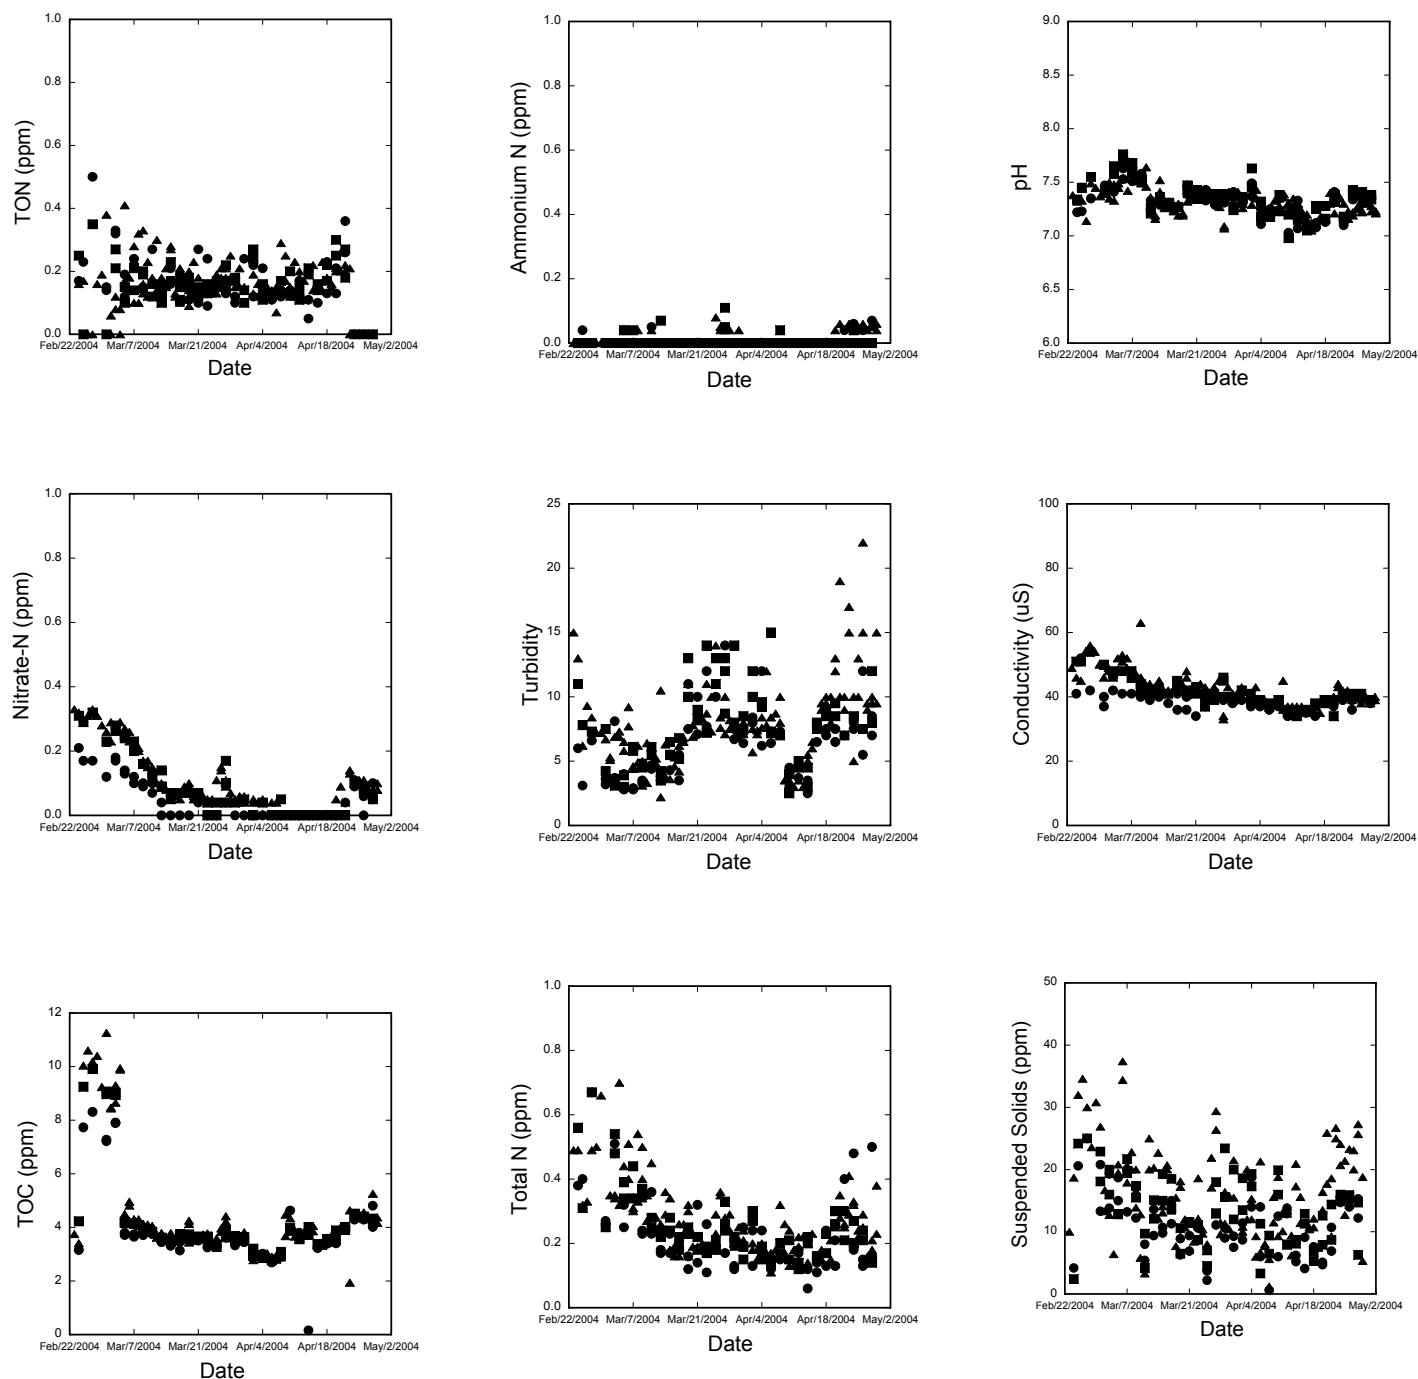 1.0
0.8
0.6
0.4
0.2
0.0
TON (ppm)
Feb/22/2004 Mar/7/2004 Mar/21/2004 Apr/4/2004 Apr/18/2004 May/2/2004
Date
1.0
0.8
0.6
0.4
0.2
0.0
Ammonium N (ppm)
Feb/22/2004 Mar/7/2004 Mar/21/2004 Apr/4/2004 Apr/18/2004 May/2/2004
Date
9.0
8.5
8.0
7.5
7.0
6.5
6.0
pH
Feb/22/2004 Mar/7/2004 Mar/21/2004 Apr/4/2004 Apr/18/2004 May/2/2004
Date
1.0
0.8
0.6
0.4
0.2
0.0
Nitrate-N (ppm)
Feb/22/2004 Mar/7/2004 Mar/21/2004 Apr/4/2004 Apr/18/2004 May/2/2004
Date
25
20
15
10
5
0
Turbidity
Feb/22/2004 Mar/7/2004 Mar/21/2004 Apr/4/2004 Apr/18/2004 May/2/2004
Date
100
80
60
40
20
0
Conductivity (uS)
Feb/22/2004 Mar/7/2004 Mar/21/2004 Apr/4/2004 Apr/18/2004 May/2/2004
Date
12
10
8
6
4
2
0
TOC (ppm)
Feb/22/2004 Mar/7/2004 Mar/21/2004 Apr/4/2004 Apr/18/2004 May/2/2004
Date
1.0
0.8
0.6
0.4
0.2
0.0
Total N (ppm)
Feb/22/2004 Mar/7/2004 Mar/21/2004 Apr/4/2004 Apr/18/2004 May/2/2004
Date
50
40
30
20
10
0
Suspended Solids (ppm)
Feb/22/2004 Mar/7/2004 Mar/21/2004 Apr/4/2004 Apr/18/2004 May/2/2004
Date